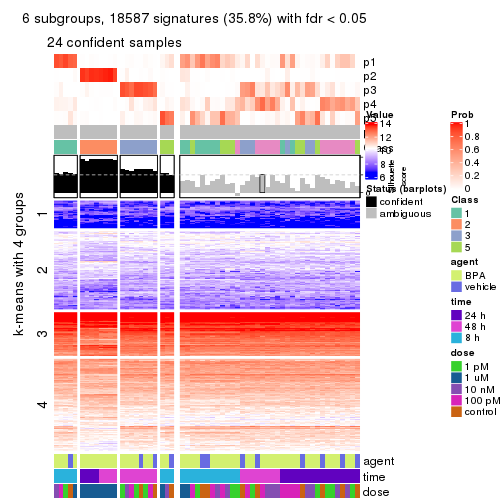 6 subgroups, 18587 signatures (35.8%) with fdr < 0.05
24 confident samples
p1
p2
p3
p4
Value
14
12
8
6
Silhouette
score
Status (barplots)
confident
ambiguous
Prob
1
0.8
0.6
0.4
0.2
0
Class
1
2
3
5
agent
BPA
vehicle
time
24 h
48 h
8 h
dose
1 pM
1 uM
10 nM
100 pM
control
k-means with 4 groups
1
2
3
4
agent
time
dose